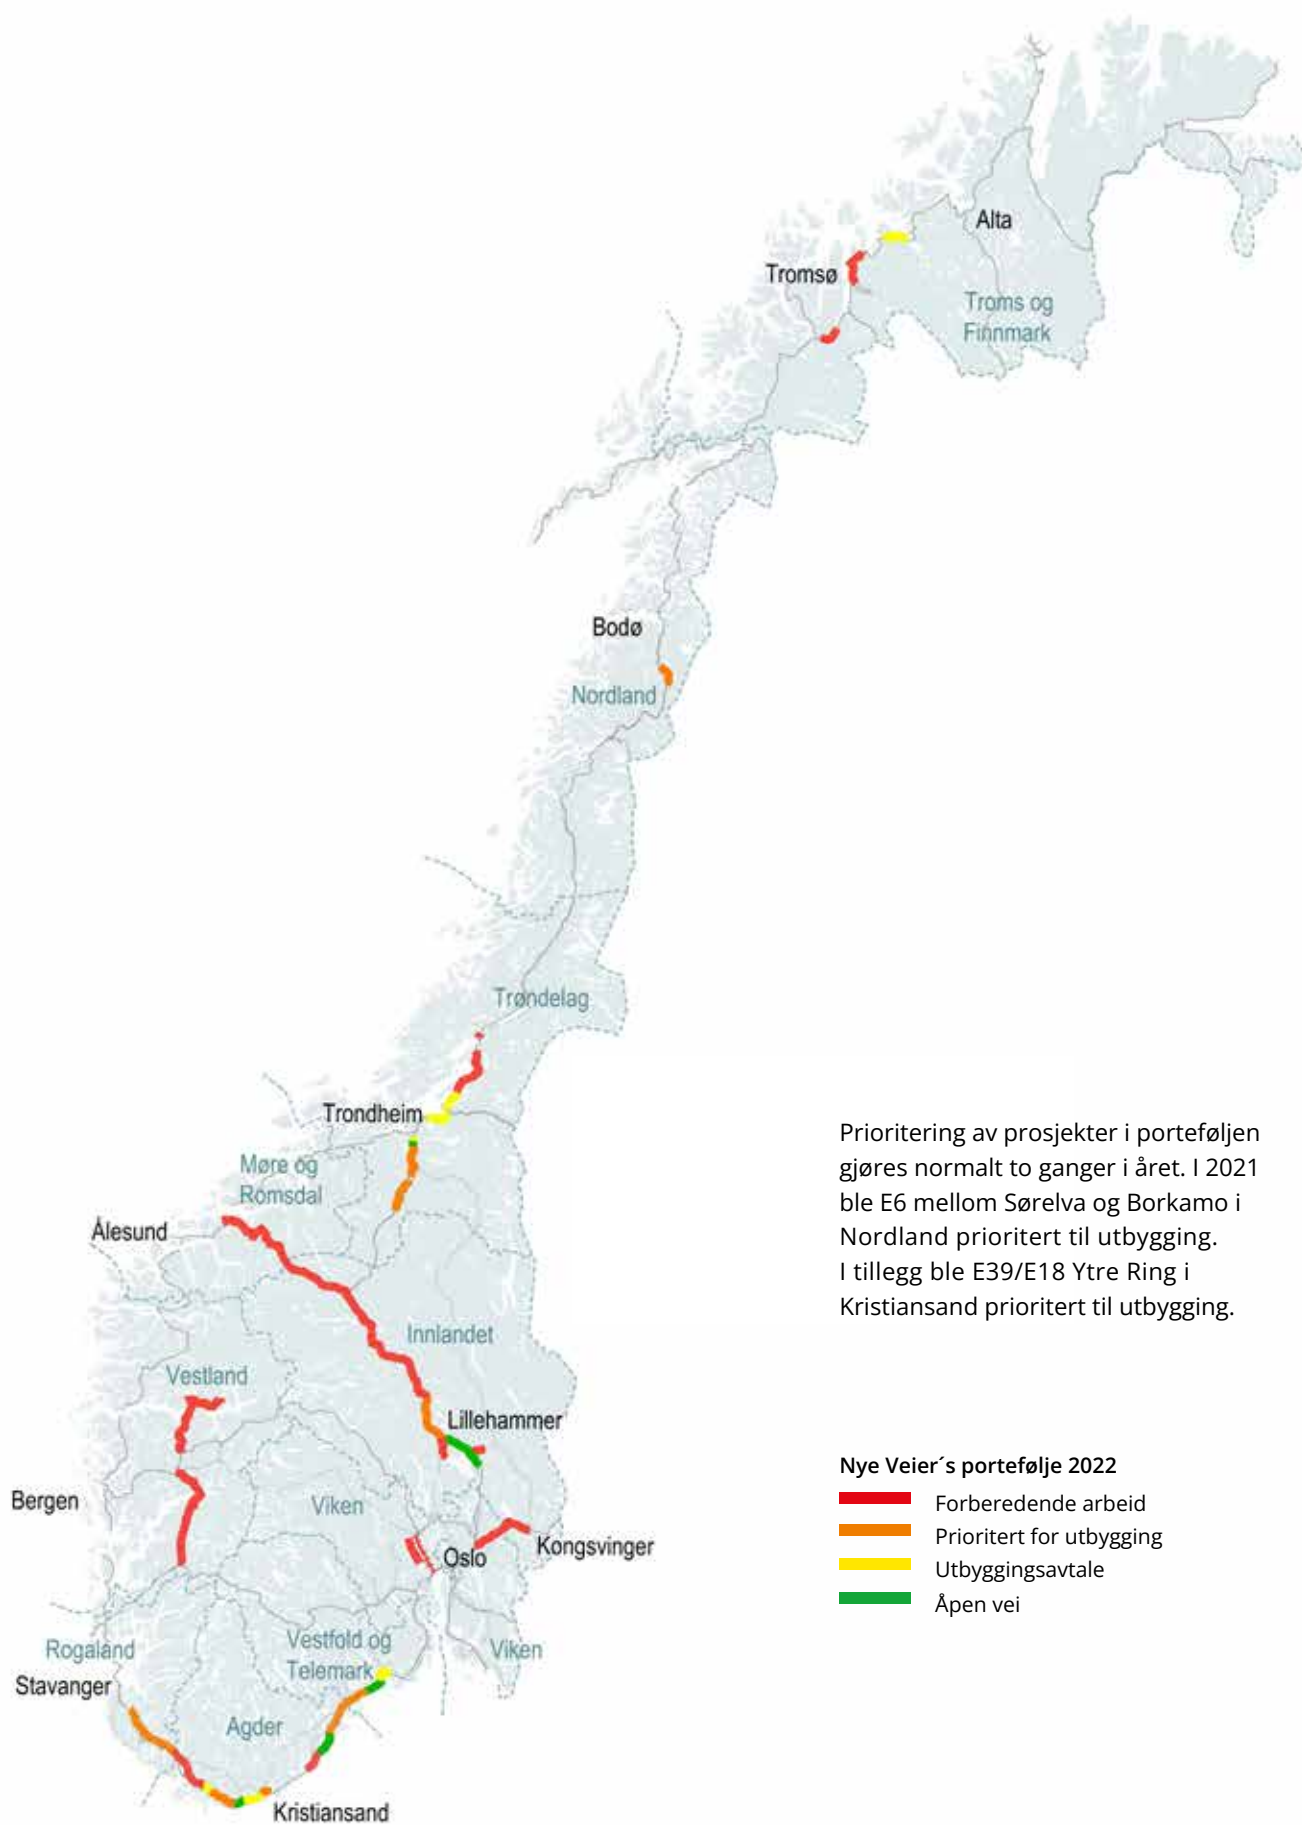 Alta
Tromsø
Troms og
Finnmark
Bodø
Nordland
Trøndelag
Trondheim
Møre og
Romsdal
Ålesund
Innlandet
Vestland
Lillehammer
Bergen
Viken
Oslo
Kongsvinger
Rogaland
Vestfold og
Telemark
Viken
Stavanger
Agder
Kristiansand
Prioritering av prosjekter i porteføljen
gjøres normalt to ganger i året. I 2021
ble E6 mellom Sørelva og Borkamo i
Nordland prioritert til utbygging.
I tillegg ble E39/E18 Ytre Ring i
Kristiansand prioritert til utbygging.
Nye Veier´s portefølje 2022
Forberedende arbeid
Prioritert for utbygging
Utbyggingsavtale
Åpen vei